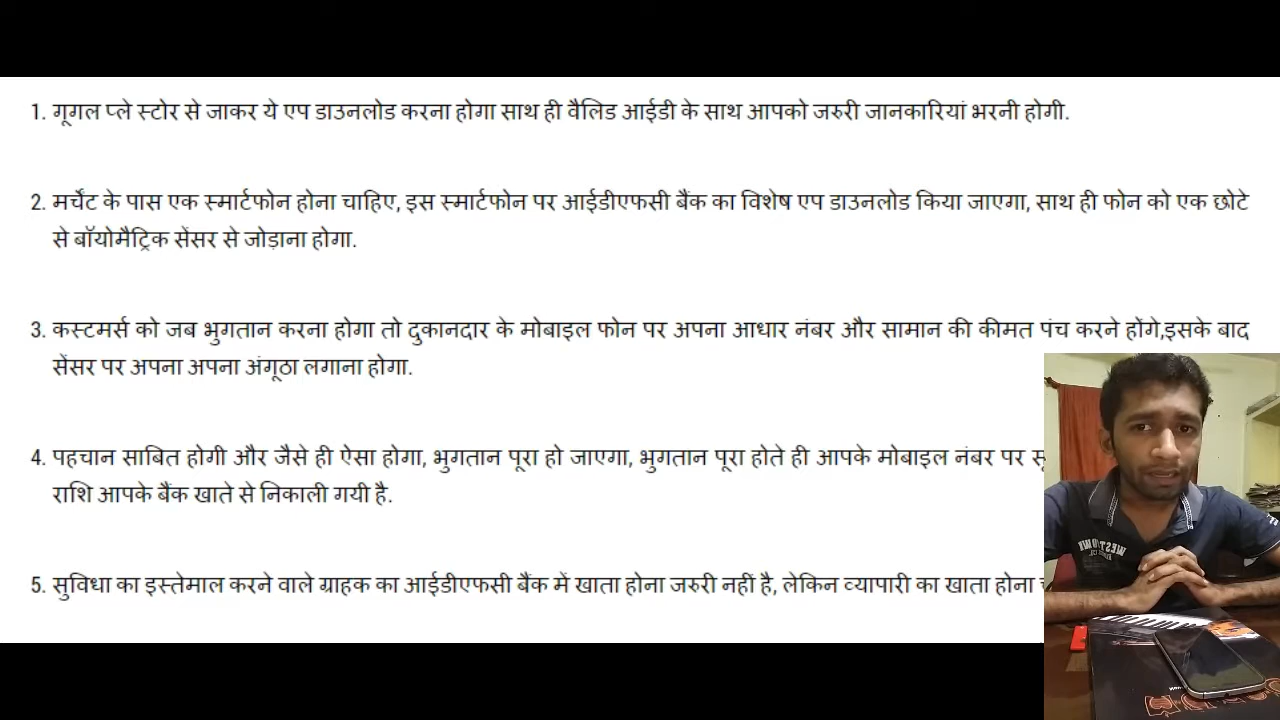 1. गूगल प्ले स्टोर से जाकर ये एप डाउनलोड करना होगा साथ ही वैलिड आईडी के साथ आपको जरुरी जानकारियां भरनी होगी.
2. मर्चेंट के पास एक स्मार्टफोन होना चाहिए, इस स्मार्टफोन पर आईडीएफसी बैंक का विशेष एप डाउनलोड किया जाएगा, साथ ही फोन को एक छोटे
से बॉयोमैट्रिक सेंसर से जोड़ाना होगा.
3. कस्टमर्स को जब भुगतान करना होगा तो दुकानदार के मोबाइल फोन पर अपना आधार नंबर और सामान की कीमत पंच करने होंगे,इसके बाद
सेंसर पर अपना अपना अंगूठा लगाना होगा.
4. पहचान साबित होगी और जैसे ही ऐसा होगा, भुगतान पूरा हो जाएगा, भुगतान पूरा होते ही आपके मोबाइल नंबर पर
राशि आपके बैंक खाते से निकाली गयी है.
5. सुविधा का इस्तेमाल करने वाले ग्राहक का आईडीएफसी बैंक में खाता होना जरुरी नहीं है, लेकिन व्यापारी का खाता होना